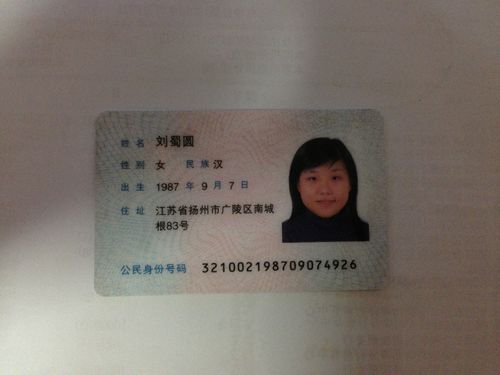 姓名 刘蜀圆
性别 女 民族 汉
出生 1987 年 9 月 7 日
住址 江苏省扬州市广陵区南城
根83号
公民身份号码 321002198709074926